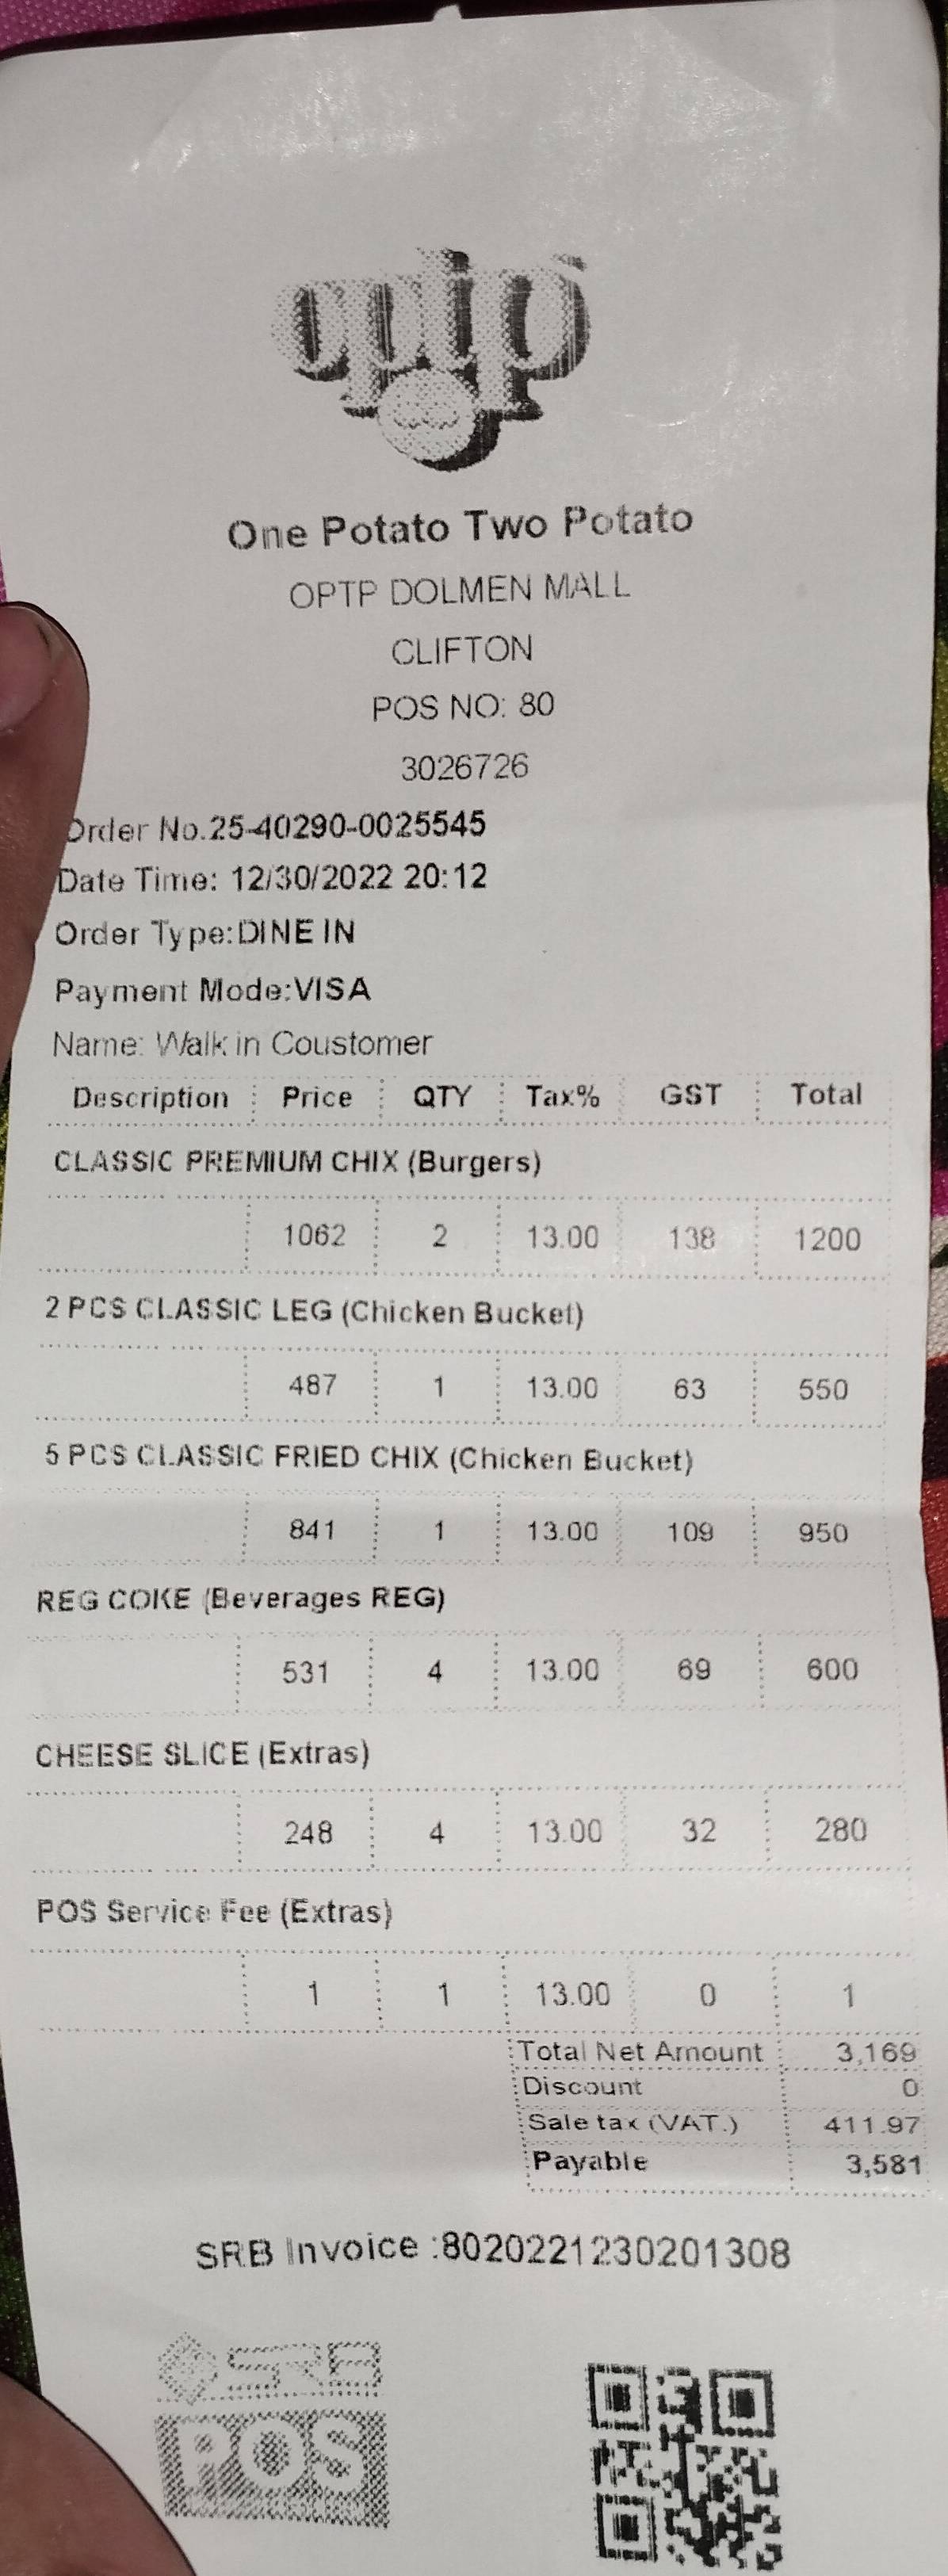 optp
One Potato Two Potato
OPTP DOLMEN MALL
CLIFTON
POS NO: 80
3026726
Order No.25-40290-0025545
Date Time: 12/30/2022 20:12
Order Type:DINE IN
Payment Mode:VISA
Name: Walk in Coustomer
Description Price QTY Tax% GST Total
CLASSIC PREMIUM CHIX (Burgers)
1062 2 13.00 138 1200
2 PCS CLASSIC LEG (Chicken Bucket)
487 1 13.00 63 550
5 PCS CLASSIC FRIED CHIX (Chicken Bucket)
841 1 13.00 109 950
REG COKE (Beverages REG)
531 4 13.00 69 600
CHEESE SLICE (Extras)
248 4 13.00 32 280
POS Service Fee (Extras)
1 1 13.00 0 1
Total Net Amount 3,169
Discount 0
Sale tax (VAT.) 411.97
Payable 3,581
SRB Invoice :8020221230201308
SRB
POS